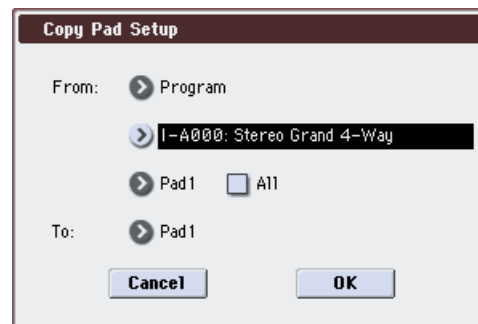 Copy Pad Setup
From: Program
I-A000: Stereo Grand 4-Way
Pad1 All
To: Pad1
Cancel OK